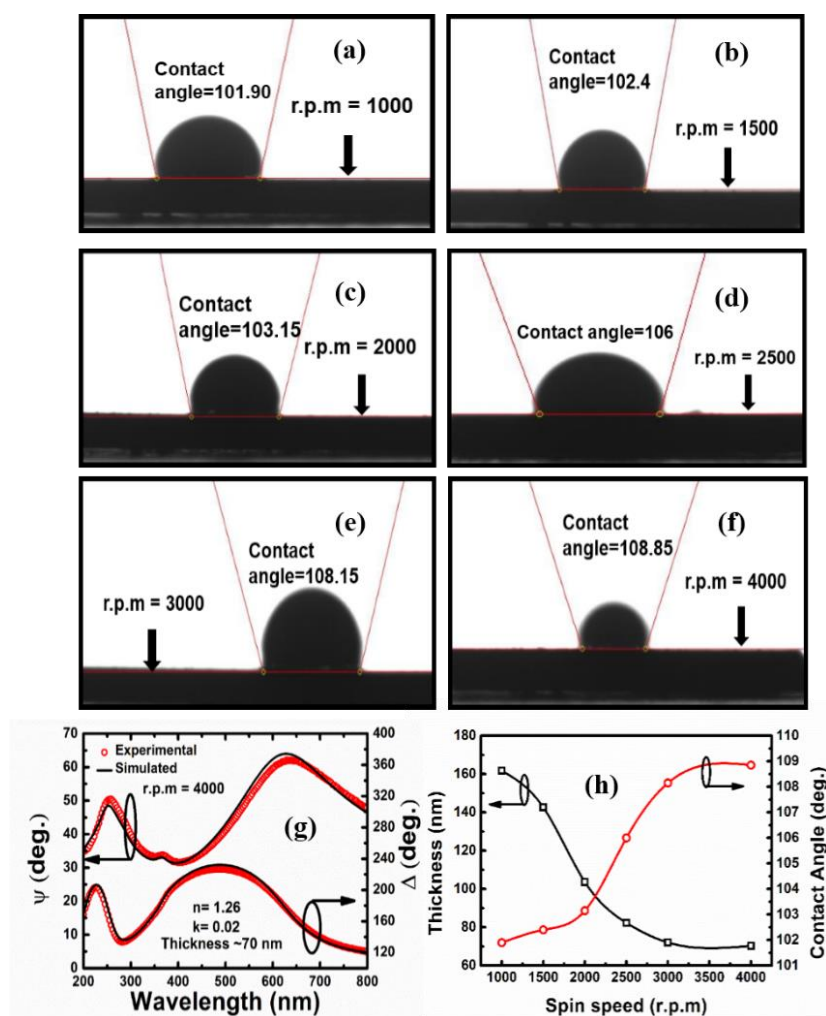 (a)
Contact
angle=101.90
r.p.m = 1000
(b)
Contact
angle=102.4
r.p.m = 1500
(c)
Contact
angle=103.15
r.p.m = 2000
(d)
Contact angle=106
r.p.m = 2500
(e)
Contact
angle=108.15
r.p.m = 3000
(f)
Contact
angle=108.85
r.p.m = 4000
70
60
50
40
30
20
10
0
Ψ (deg.)
Experimental
Simulated
r.p.m = 4000
(g)
n= 1.26
k= 0.02
Thickness ~70 nm
400
360
320
280
240
200
160
120
Δ (deg.)
200 300 400 500 600 700 800
Wavelength (nm)
180
160
140
120
100
80
60
Thickness (nm)
(h)
110
109
108
107
106
105
104
103
102
101
Contact Angle (deg.)
1000 1500 2000 2500 3000 3500 4000
Spin speed (r.p.m)